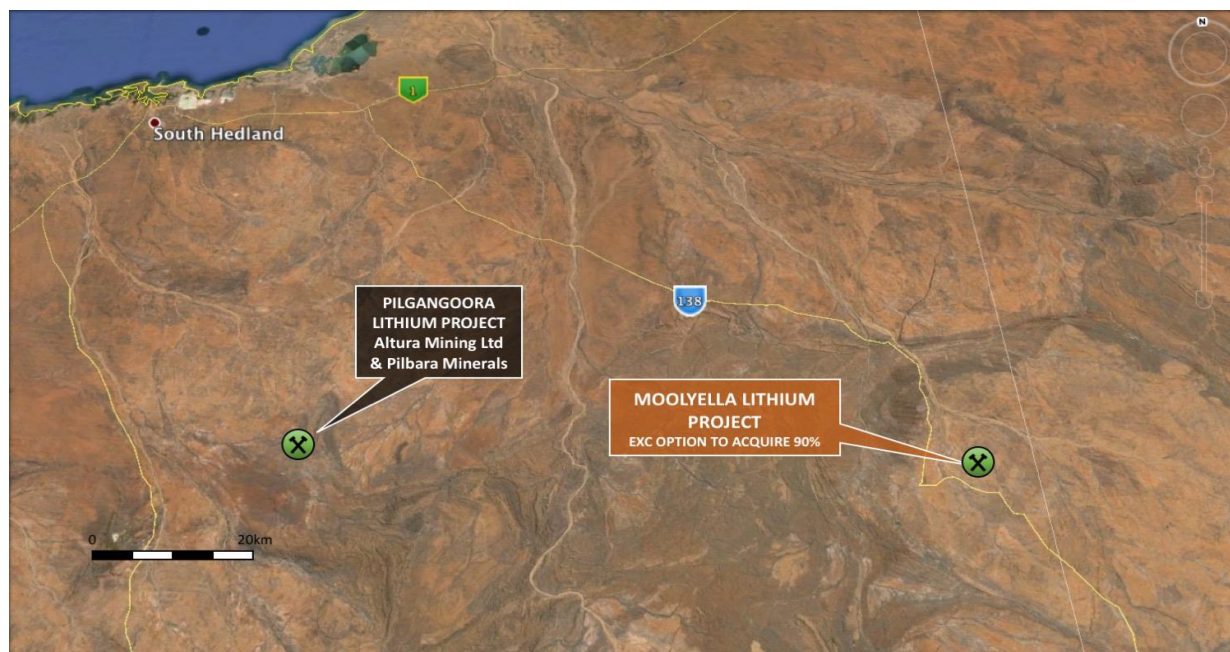 N
1
South Hedland
138
PILGANGOORA
LITHIUM PROJECT
Altura Mining Ltd
& Pilbara Minerals
MOOLYELLA LITHIUM
PROJECT
EXC OPTION TO ACQUIRE 90%
0 20km